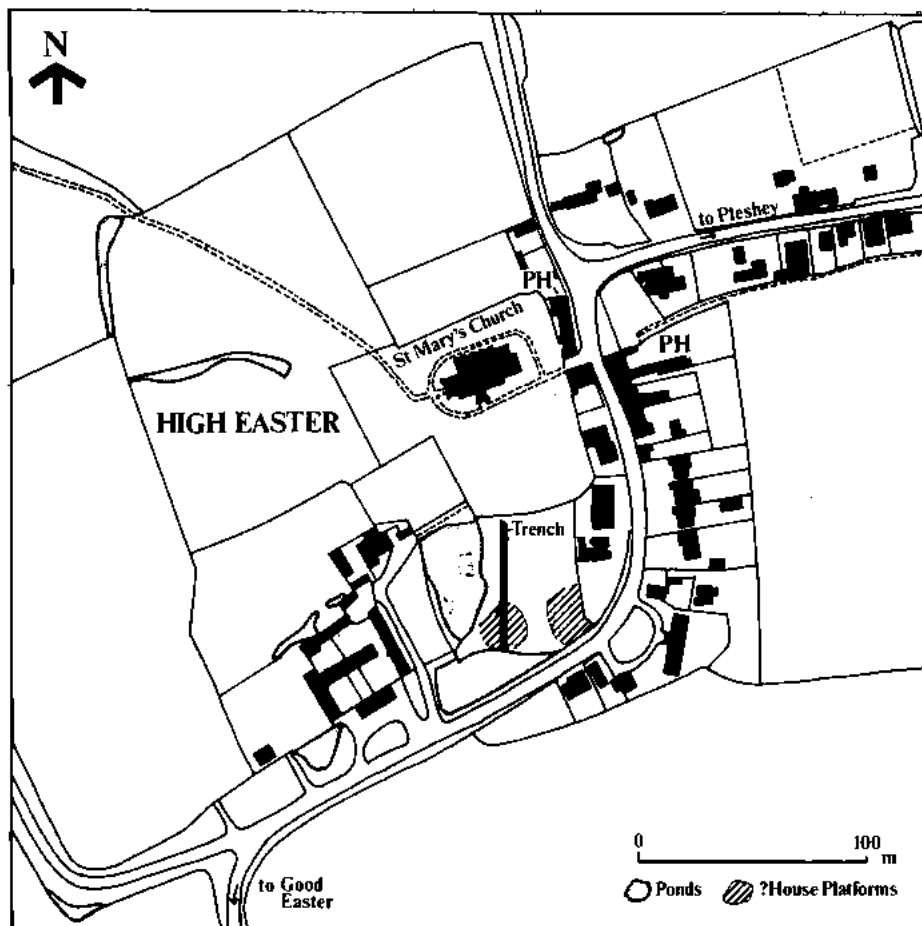 N
to Pleshey
PH
St Mary's Church
PH
HIGH EASTER
Trench
0 100
m
Ponds ?House Platforms
to Good
Easter